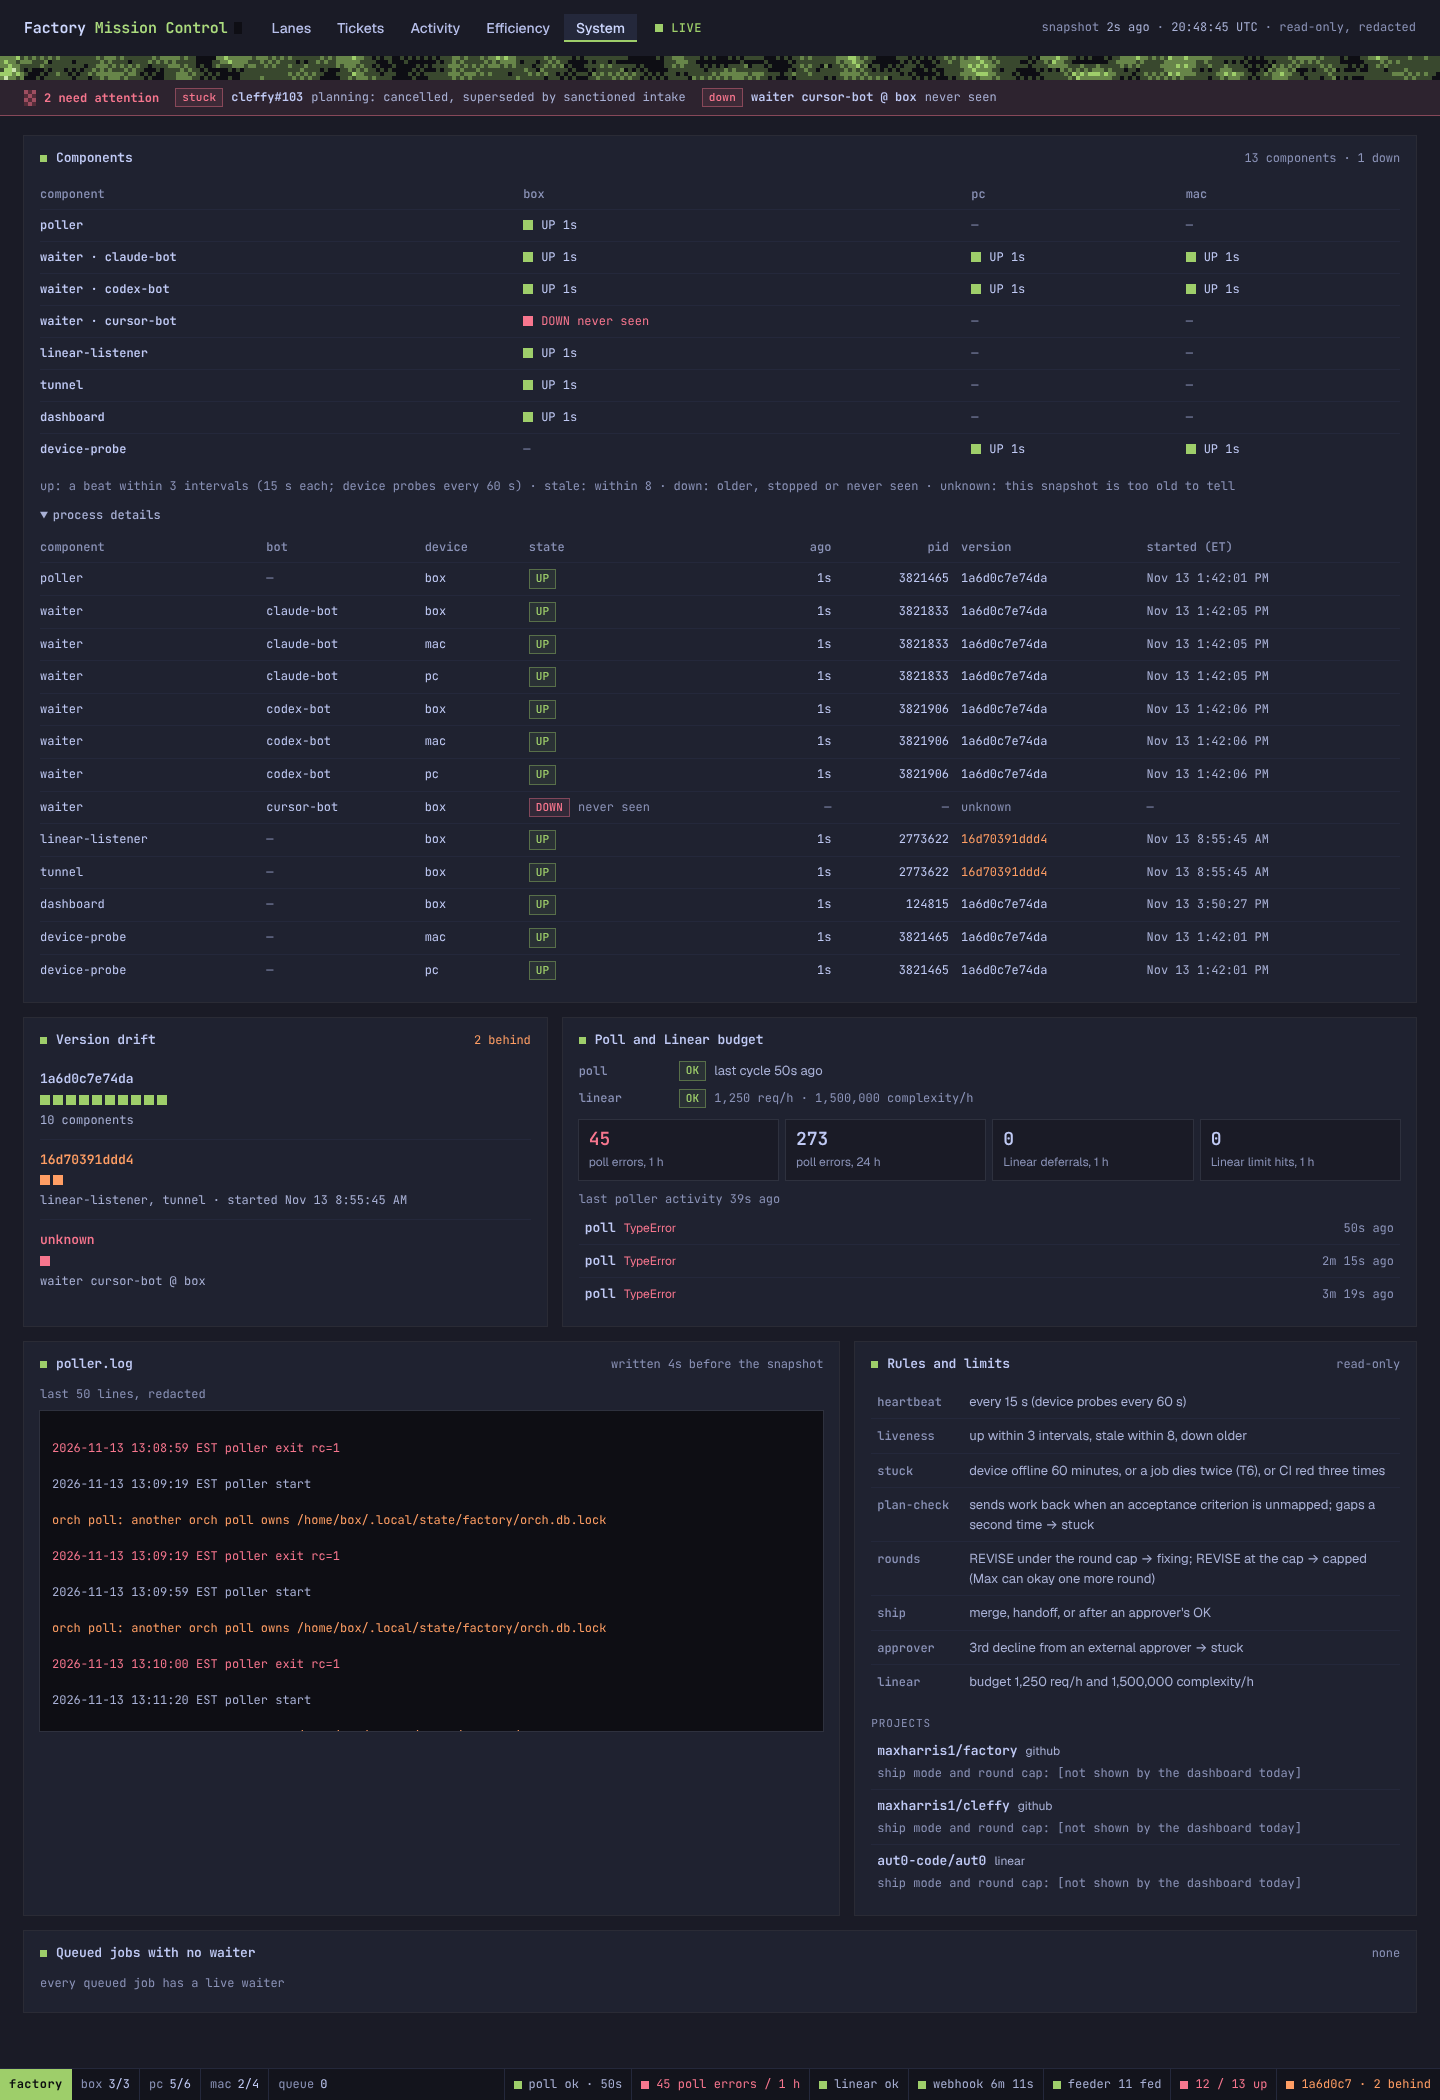 Factory Mission Control Lanes Tickets Activity Efficiency System LIVE snapshot 2s ago · 20:48:45 UTC · read-only, redacted
2 need attention stuck cleffy#103 planning: cancelled, superseded by sanctioned intake down waiter cursor-bot @ box never seen
Components 13 components · 1 down
component box pc mac
poller UP 1s — —
waiter · claude-bot UP 1s UP 1s UP 1s
waiter · codex-bot UP 1s UP 1s UP 1s
waiter · cursor-bot DOWN never seen — —
linear-listener UP 1s — —
tunnel UP 1s — —
dashboard UP 1s — —
device-probe — UP 1s UP 1s
up: a beat within 3 intervals (15 s each; device probes every 60 s) · stale: within 8 · down: older, stopped or never seen · unknown: this snapshot is too old to tell
▼ process details
component bot device state ago pid version started (ET)
poller — box UP 1s 3821465 1a6d0c7e74da Nov 13 1:42:01 PM
waiter claude-bot box UP 1s 3821833 1a6d0c7e74da Nov 13 1:42:05 PM
waiter claude-bot mac UP 1s 3821833 1a6d0c7e74da Nov 13 1:42:05 PM
waiter claude-bot pc UP 1s 3821833 1a6d0c7e74da Nov 13 1:42:05 PM
waiter codex-bot box UP 1s 3821906 1a6d0c7e74da Nov 13 1:42:06 PM
waiter codex-bot mac UP 1s 3821906 1a6d0c7e74da Nov 13 1:42:06 PM
waiter codex-bot pc UP 1s 3821906 1a6d0c7e74da Nov 13 1:42:06 PM
waiter cursor-bot box DOWN never seen — — unknown —
linear-listener — box UP 1s 2773622 16d70391ddd4 Nov 13 8:55:45 AM
tunnel — box UP 1s 2773622 16d70391ddd4 Nov 13 8:55:45 AM
dashboard — box UP 1s 124815 1a6d0c7e74da Nov 13 3:50:27 PM
device-probe — mac UP 1s 3821465 1a6d0c7e74da Nov 13 1:42:01 PM
device-probe — pc UP 1s 3821465 1a6d0c7e74da Nov 13 1:42:01 PM
Version drift 2 behind
1a6d0c7e74da
10 components
16d70391ddd4
linear-listener, tunnel · started Nov 13 8:55:45 AM
unknown
waiter cursor-bot @ box
Poll and Linear budget
poll OK last cycle 50s ago
linear OK 1,250 req/h · 1,500,000 complexity/h
45 273 0 0
poll errors, 1 h poll errors, 24 h Linear deferrals, 1 h Linear limit hits, 1 h
last poller activity 39s ago
poll TypeError 50s ago
poll TypeError 2m 15s ago
poll TypeError 3m 19s ago
poller.log written 4s before the snapshot
last 50 lines, redacted
2026-11-13 13:08:59 EST poller exit rc=1
2026-11-13 13:09:19 EST poller start
orch poll: another orch poll owns /home/box/.local/state/factory/orch.db.lock
2026-11-13 13:09:19 EST poller exit rc=1
2026-11-13 13:09:59 EST poller start
orch poll: another orch poll owns /home/box/.local/state/factory/orch.db.lock
2026-11-13 13:10:00 EST poller exit rc=1
2026-11-13 13:11:20 EST poller start
Rules and limits read-only
heartbeat every 15 s (device probes every 60 s)
liveness up within 3 intervals, stale within 8, down older
stuck device offline 60 minutes, or a job dies twice (T6), or CI red three times
plan-check sends work back when an acceptance criterion is unmapped; gaps a
second time → stuck
rounds REVISE under the round cap → fixing; REVISE at the cap → capped
(Max can okay one more round)
ship merge, handoff, or after an approver's OK
approver 3rd decline from an external approver → stuck
linear budget 1,250 req/h and 1,500,000 complexity/h
PROJECTS
maxharris1/factory github
ship mode and round cap: [not shown by the dashboard today]
maxharris1/cleffy github
ship mode and round cap: [not shown by the dashboard today]
aut0-code/aut0 linear
ship mode and round cap: [not shown by the dashboard today]
Queued jobs with no waiter none
every queued job has a live waiter
factory box 3/3 pc 5/6 mac 2/4 queue 0 poll ok · 50s 45 poll errors / 1 h linear ok webhook 6m 11s feeder 11 fed 12 / 13 up 1a6d0c7 · 2 behind